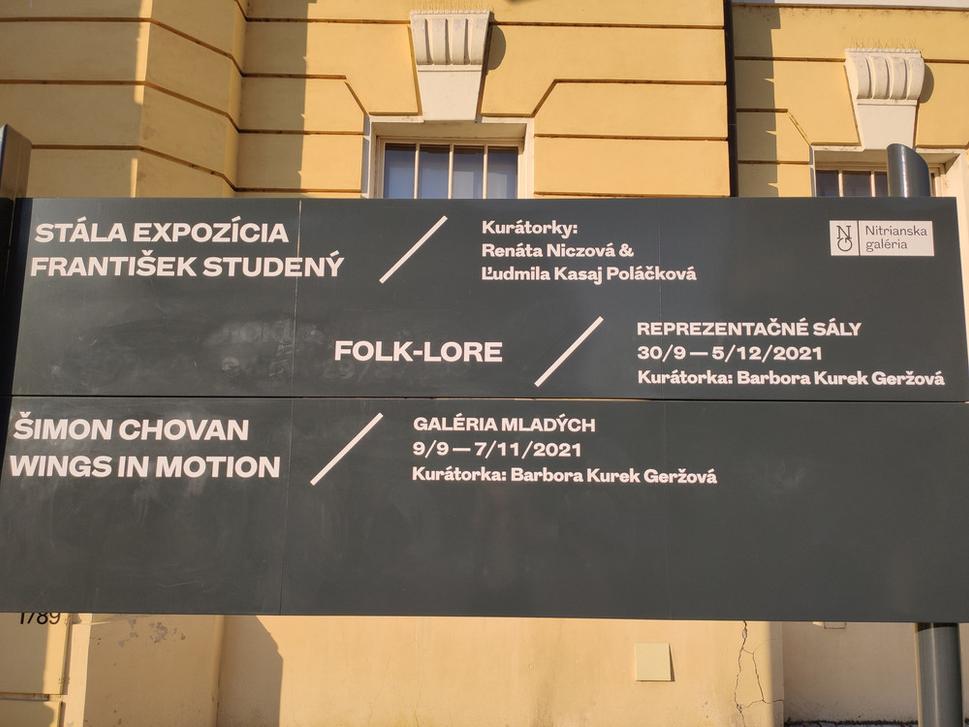 STÁLA EXPOZÍCIA
FRANTIŠEK STUDENÝ
Kurátorky:
Renáta Niczová &
Ľudmila Kasaj Poláčková
Nitrianska
galéria
FOLK-LORE
REPREZENTAČNÉ SÁLY
30/9 — 5/12/2021
Kurátorka: Barbora Kurek Geržová
ŠIMON CHOVAN
WINGS IN MOTION
GALÉRIA MLADÝCH
9/9 — 7/11/2021
Kurátorka: Barbora Kurek Geržová
1789